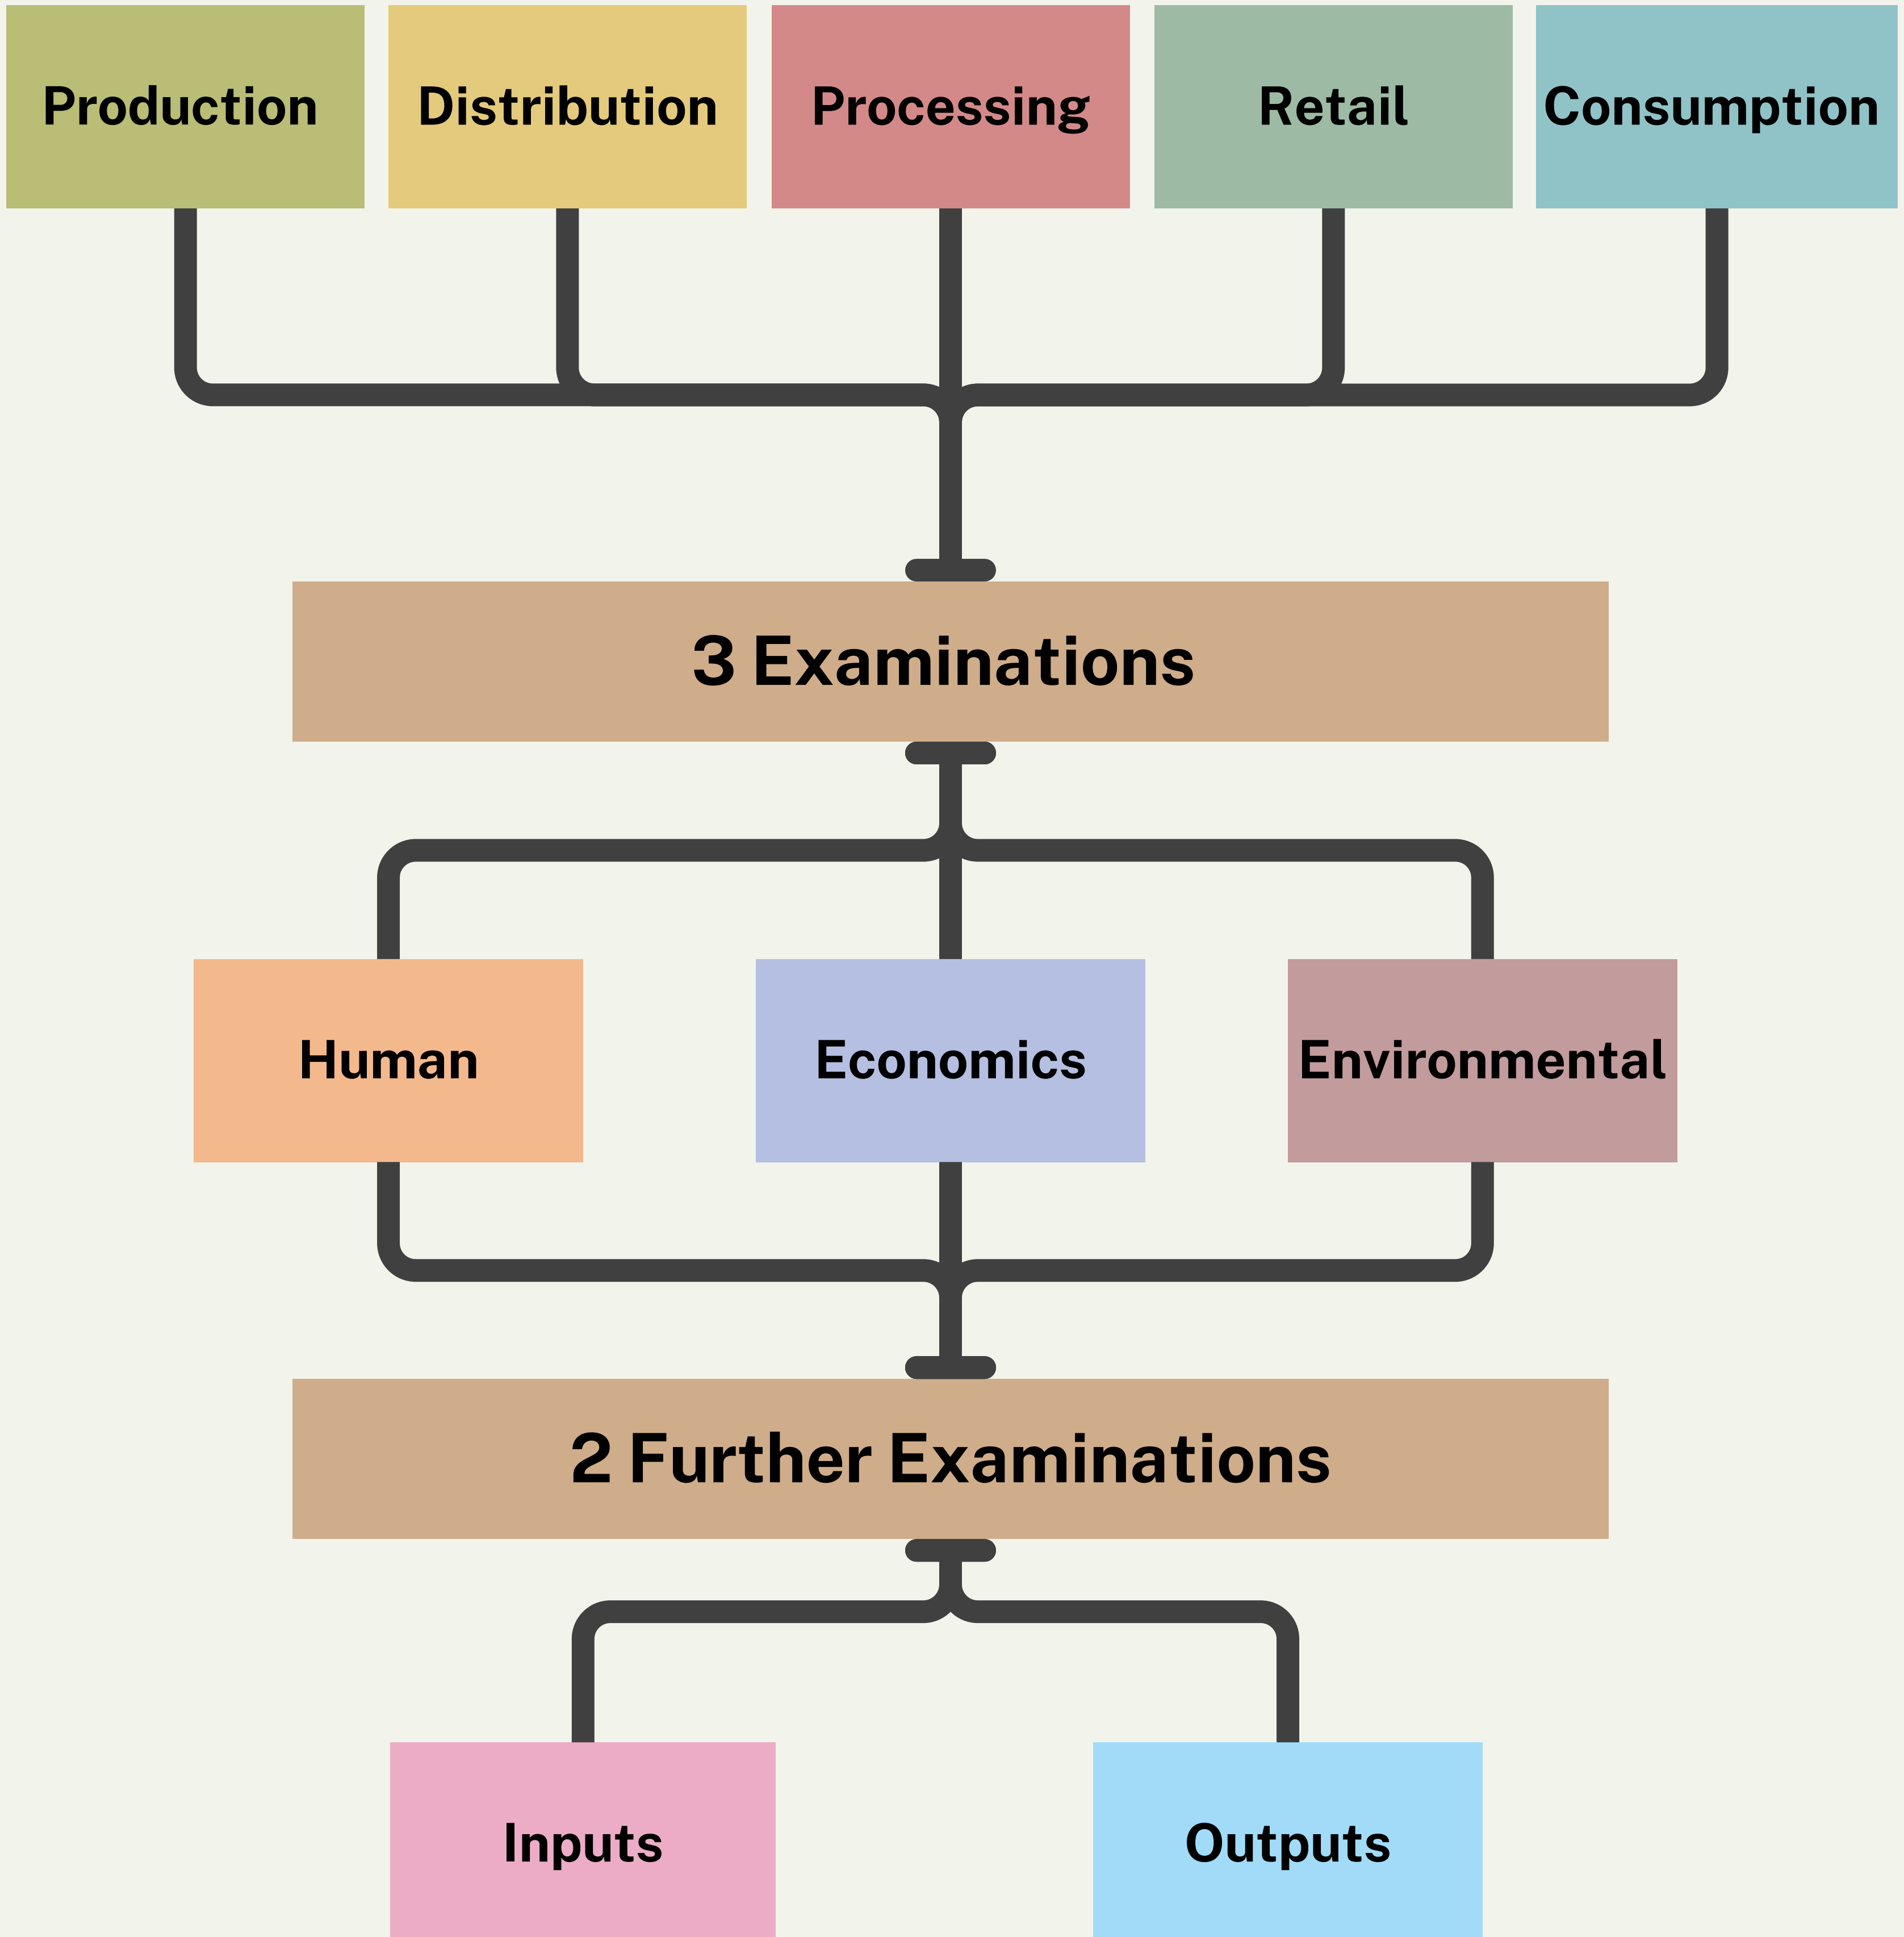 Production
Distribution
Processing
Retail
Consumption
3 Examinations
Human
Economics
Environmental
2 Further Examinations
Inputs
Outputs